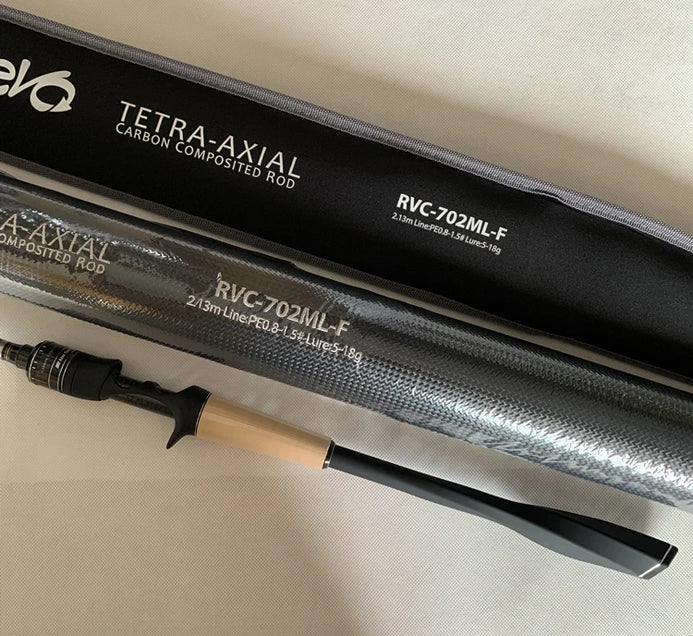 evo
TETRA-AXIAL
CARBON COMPOSITED ROD
RVC-702ML-F
2.13m Line:PE0.8-1.5# Lure:5-18g
A-AXIAL
OMPOSITED ROD
RVC-702ML-F
2.13m Line:PE0.8-1.5# Lure:5-18g